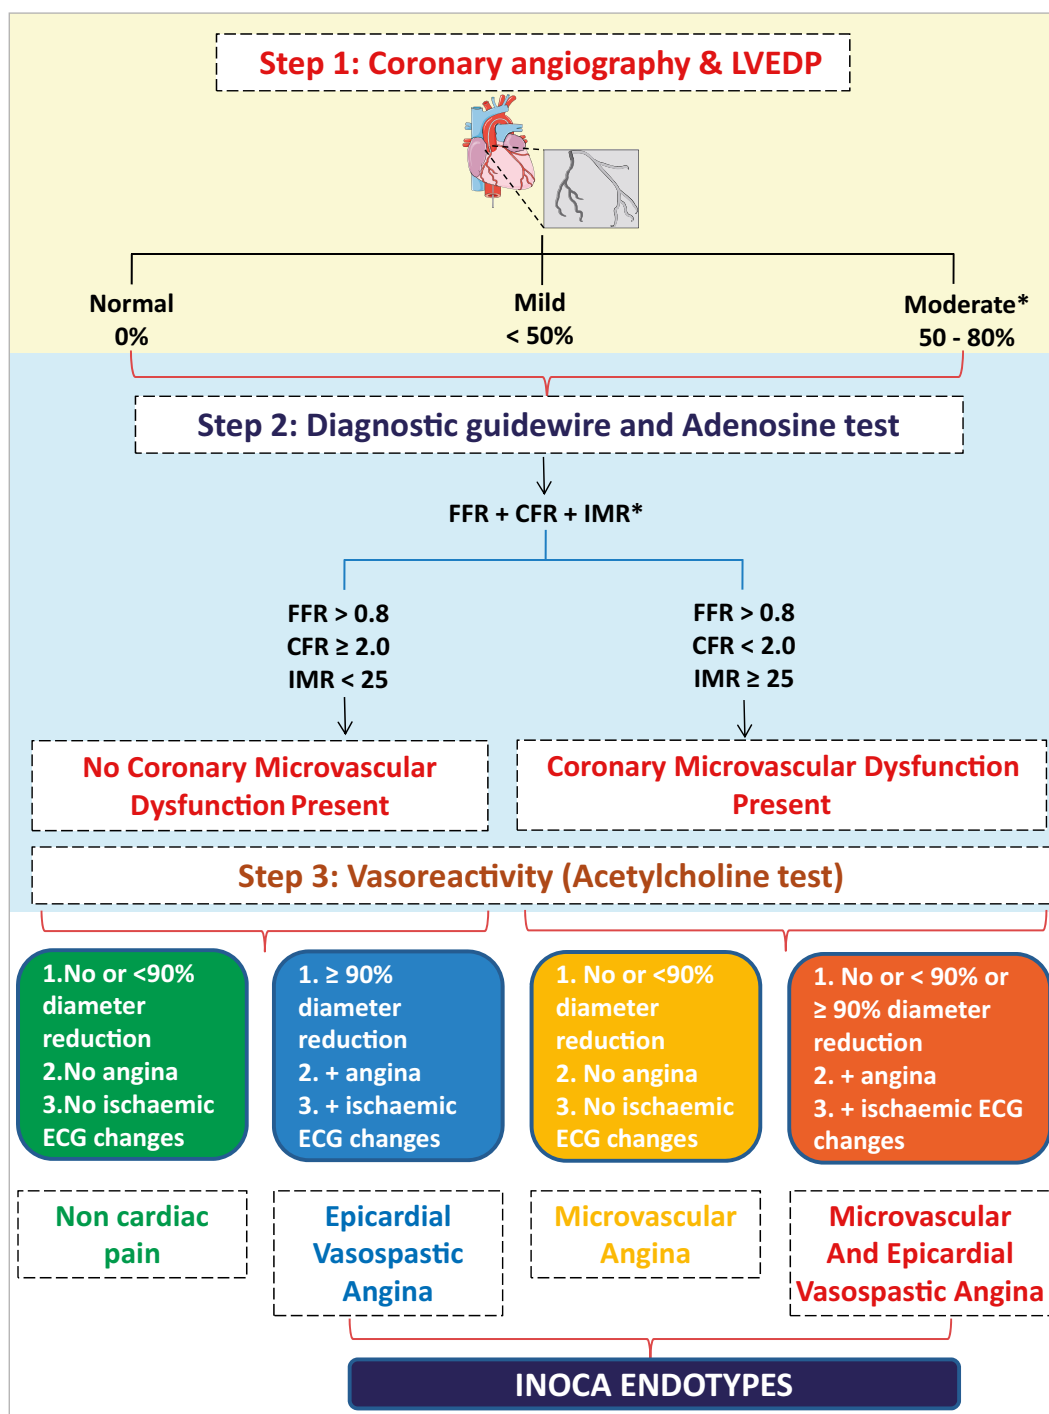 Step 1: Coronary angiography & LVEDP
Normal
0%
Mild
< 50%
Moderate*
50 - 80%
Step 2: Diagnostic guidewire and Adenosine test
FFR + CFR + IMR*
FFR > 0.8
CFR ≥ 2.0
IMR < 25
FFR > 0.8
CFR < 2.0
IMR ≥ 25
No Coronary Microvascular
Dysfunction Present
Coronary Microvascular Dysfunction
Present
Step 3: Vasoreactivity (Acetylcholine test)
1.No or <90%
diameter
reduction
2.No angina
3.No ischaemic
ECG changes
1. ≥ 90%
diameter
reduction
2. + angina
3. + ischaemic
ECG changes
1. No or <90%
diameter
reduction
2. No angina
3. No ischaemic
ECG changes
1. No or < 90% or
≥ 90% diameter
reduction
2. + angina
3. + ischaemic ECG
changes
Non cardiac
pain
Epicardial
Vasospastic
Angina
Microvascular
Angina
Microvascular
And Epicardial
Vasospastic Angina
INOCA ENDOTYPES